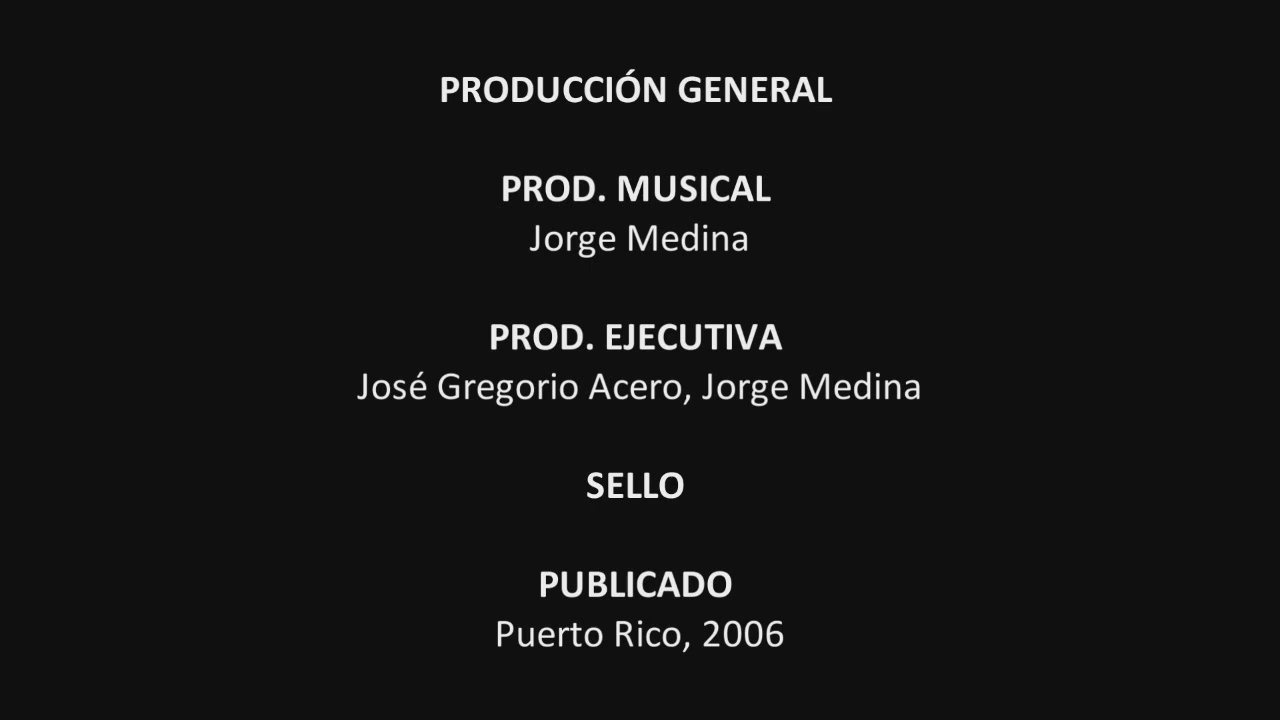 PRODUCCIÓN GENERAL
PROD. MUSICAL
Jorge Medina
PROD. EJECUTIVA
José Gregorio Acero, Jorge Medina
SELLO
PUBLICADO
Puerto Rico, 2006